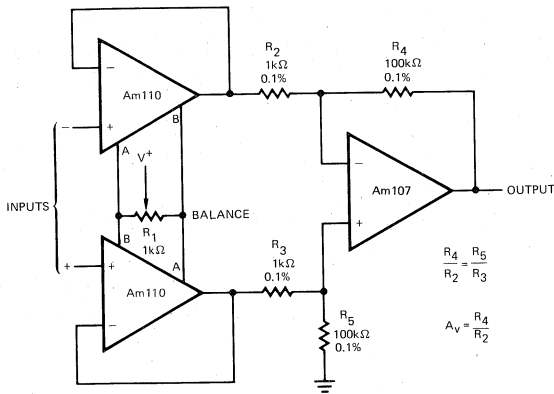 R2
1kΩ
0.1%
R4
100kΩ
0.1%
−
Am110
+
B
A
−
V+
INPUTS
BALANCE
R1
1kΩ
B
A
+
+
Am110
−
−
Am107
+
OUTPUT
R3
1kΩ
0.1%
R5
100kΩ
0.1%
R4/R2 = R5/R3
Av = R4/R2